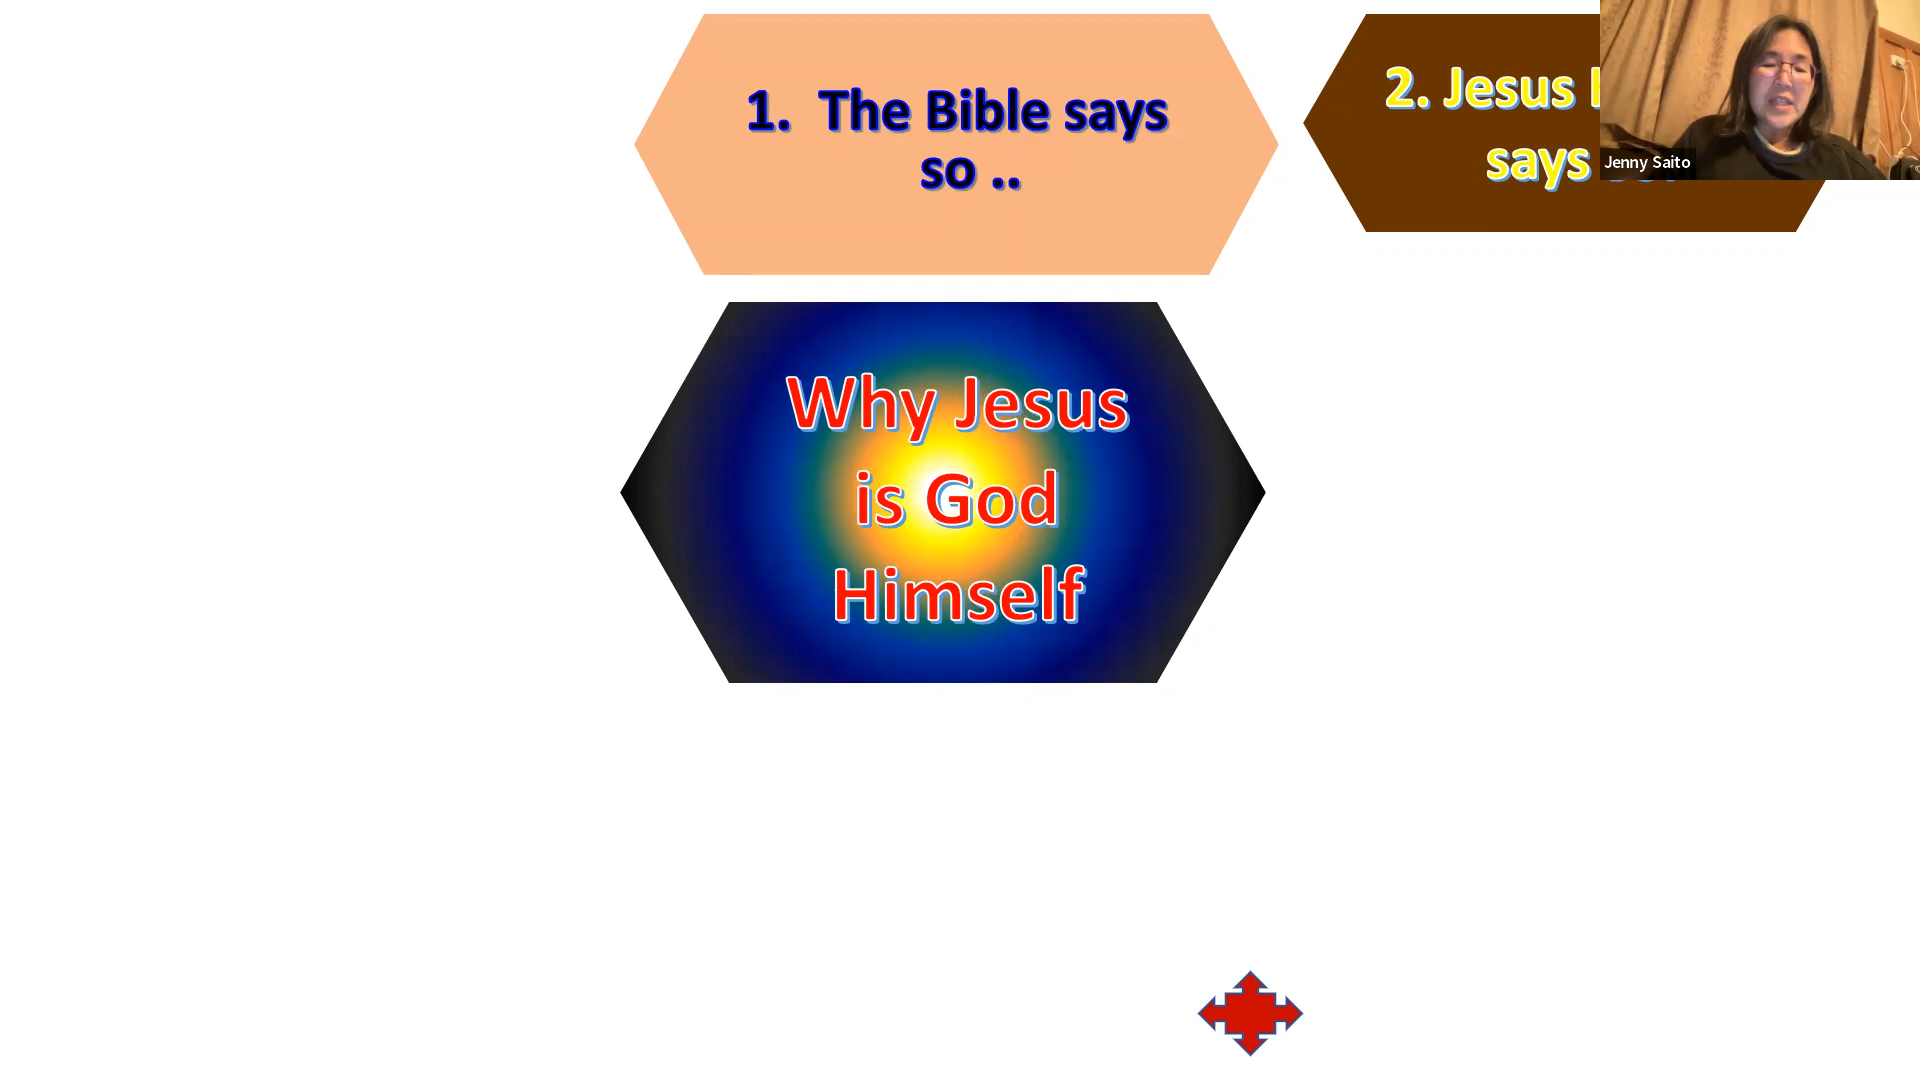 1. The Bible says
so ..
2. Jesus
says
Jenny Saito
Why Jesus
is God
Himself